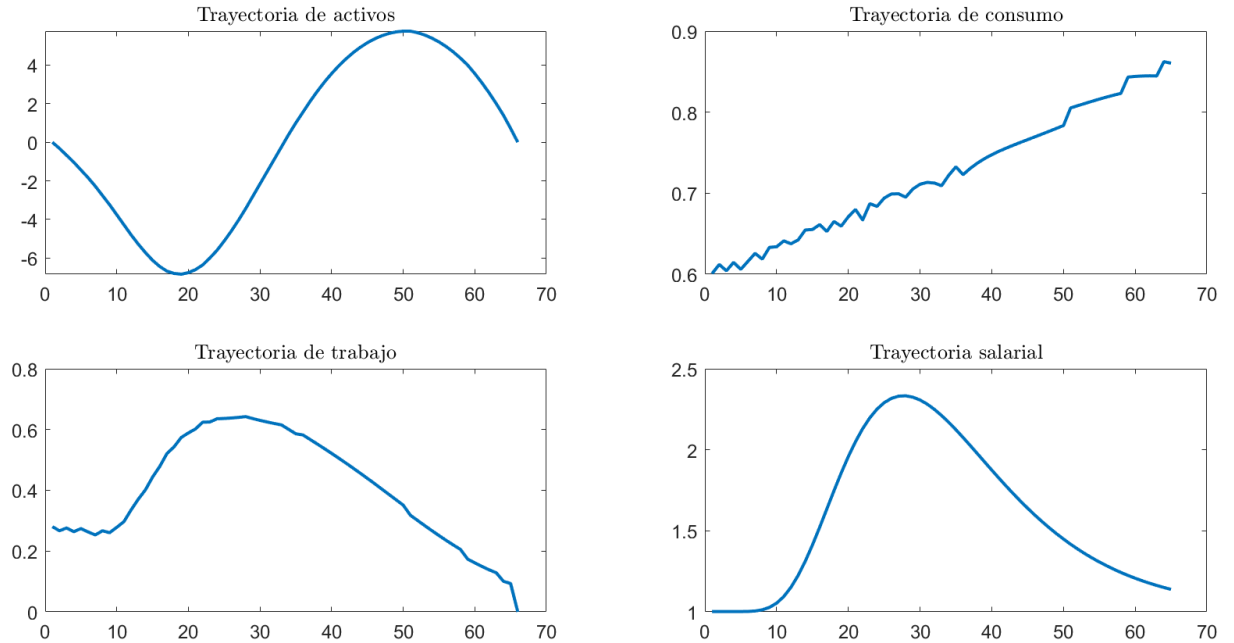 Trayectoria de activos
4
2
0
-2
-4
-6
0 10 20 30 40 50 60 70
Trayectoria de consumo
0.9
0.8
0.7
0.6
0 10 20 30 40 50 60 70
Trayectoria de trabajo
0.8
0.6
0.4
0.2
0
0 10 20 30 40 50 60 70
Trayectoria salarial
2.5
2
1.5
1
0 10 20 30 40 50 60 70